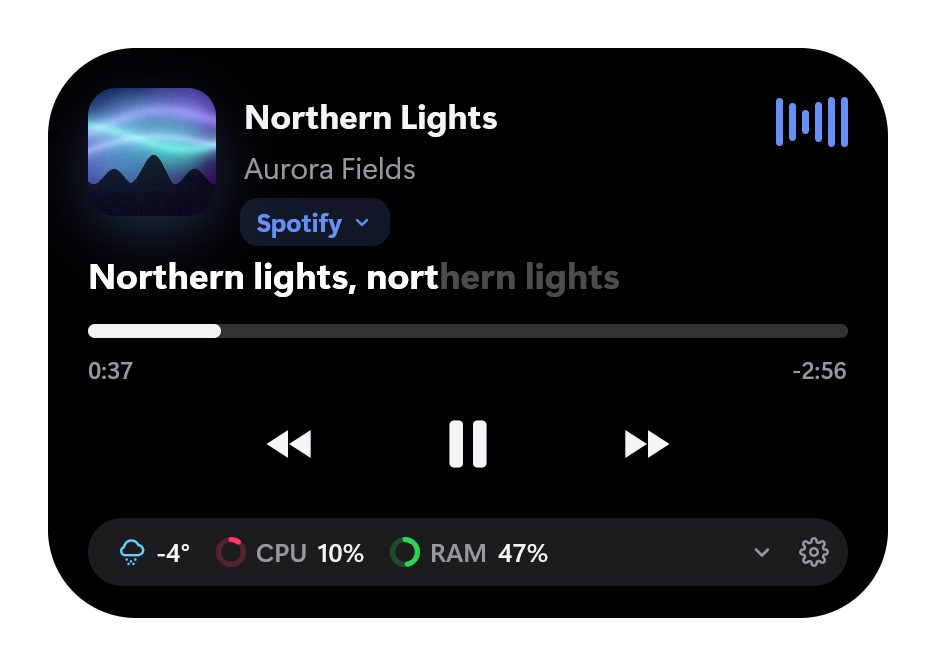 Northern Lights
Aurora Fields
Spotify
Northern lights, northern lights
0:37 -2:56
-4° CPU 10% RAM 47%